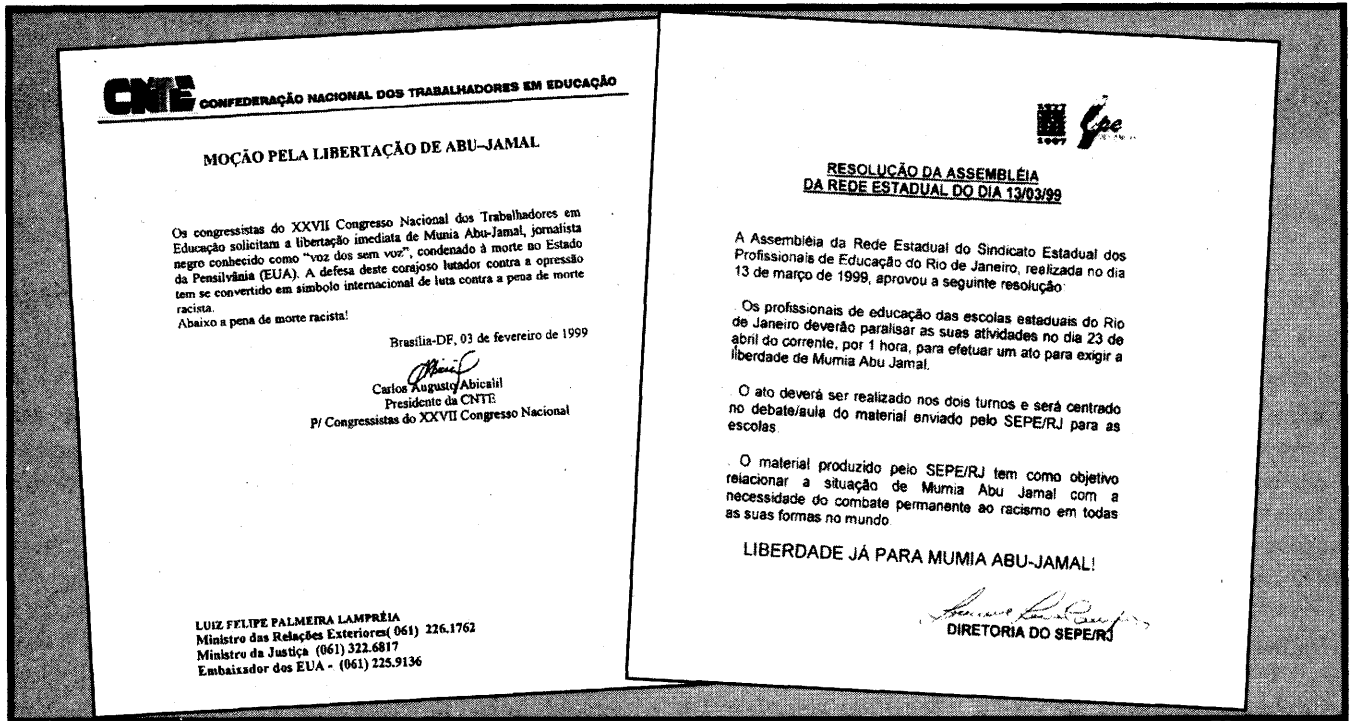 CNTE CONFEDERAÇÃO NACIONAL DOS TRABALHADORES EM EDUCAÇÃO
MOÇÃO PELA LIBERTAÇÃO DE ABU–JAMAL
Os congressistas do XXVII Congresso Nacional dos Trabalhadores em
Educação solicitam a libertação imediata de Munia Abu-Jamal, jornalista
negro conhecido como "voz dos sem voz", condenado à morte no Estado
da Pensilvânia (EUA). A defesa deste corajoso lutador contra a opressão
tem se convertido em símbolo internacional de luta contra a pena de morte
racista.
Abaixo a pena de morte racista!
Brasília-DF, 03 de fevereiro de 1999
Carlos Augusto Abicalil
Presidente da CNTE
P/ Congressistas do XXVII Congresso Nacional
LUIZ FELIPE PALMEIRA LAMPRÉIA
Ministro das Relações Exteriores( 061) 226.1762
Ministro da Justiça (061) 322.6817
Embaixador dos EUA - (061) 225.9136
1977
1997
RESOLUÇÃO DA ASSEMBLÉIA
DA REDE ESTADUAL DO DIA 13/03/99
A Assembléia da Rede Estadual do Sindicato Estadual dos
Profissionais de Educação do Rio de Janeiro, realizada no dia
13 de março de 1999, aprovou a seguinte resolução:
. Os profissionais de educação das escolas estaduais do Rio
de Janeiro deverão paralisar as suas atividades no dia 23 de
abril do corrente, por 1 hora, para efetuar um ato para exigir a
liberdade de Mumia Abu Jamal.
. O ato deverá ser realizado nos dois turnos e será centrado
no debate/aula do material enviado pelo SEPE/RJ para as
escolas.
. O material produzido pelo SEPE/RJ tem como objetivo
relacionar a situação de Mumia Abu Jamal com a
necessidade do combate permanente ao racismo em todas
as suas formas no mundo.
LIBERDADE JÁ PARA MUMIA ABU-JAMAL!
DIRETORIA DO SEPE/RJ